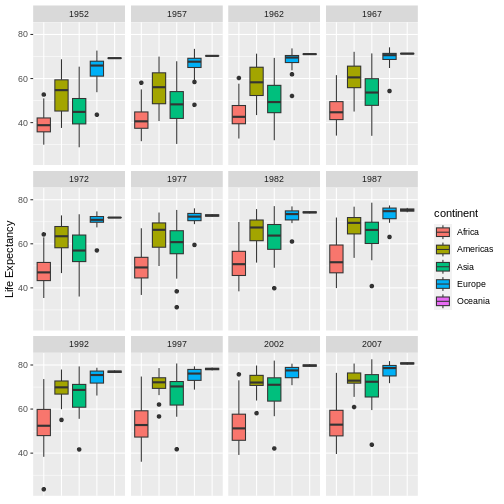 1952 1957 1962 1967
80
60
40
1972 1977 1982 1987
80
60
40
Life Expectancy
continent
Africa
Americas
Asia
Europe
Oceania
1992 1997 2002 2007
80
60
40